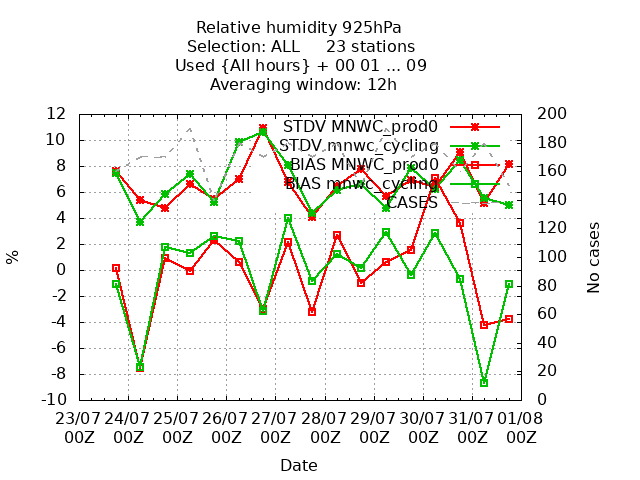 Relative humidity 925hPa
Selection: ALL 23 stations
Used {All hours} + 00 01 ... 09
Averaging window: 12h
STDV MNWC_prod0
STDV mnwc_cycling
BIAS MNWC_prod0
BIAS mnwc_cycling
CASES
12
10
8
6
4
2
0
-2
-4
-6
-8
-10
%
200
180
160
140
120
100
80
60
40
20
0
No cases
23/07 24/07 25/07 26/07 27/07 28/07 29/07 30/07 31/07 01/08
00Z 00Z 00Z 00Z 00Z 00Z 00Z 00Z 00Z 00Z
Date